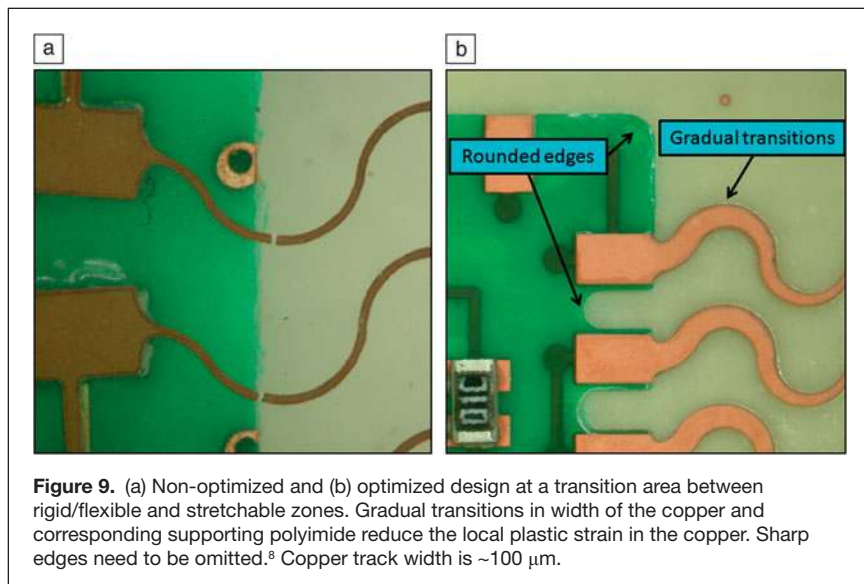 a
b
Rounded edges
Gradual transitions
010
Figure 9. (a) Non-optimized and (b) optimized design at a transition area between
rigid/flexible and stretchable zones. Gradual transitions in width of the copper and
corresponding supporting polyimide reduce the local plastic strain in the copper. Sharp
edges need to be omitted.⁸ Copper track width is ~100 μm.